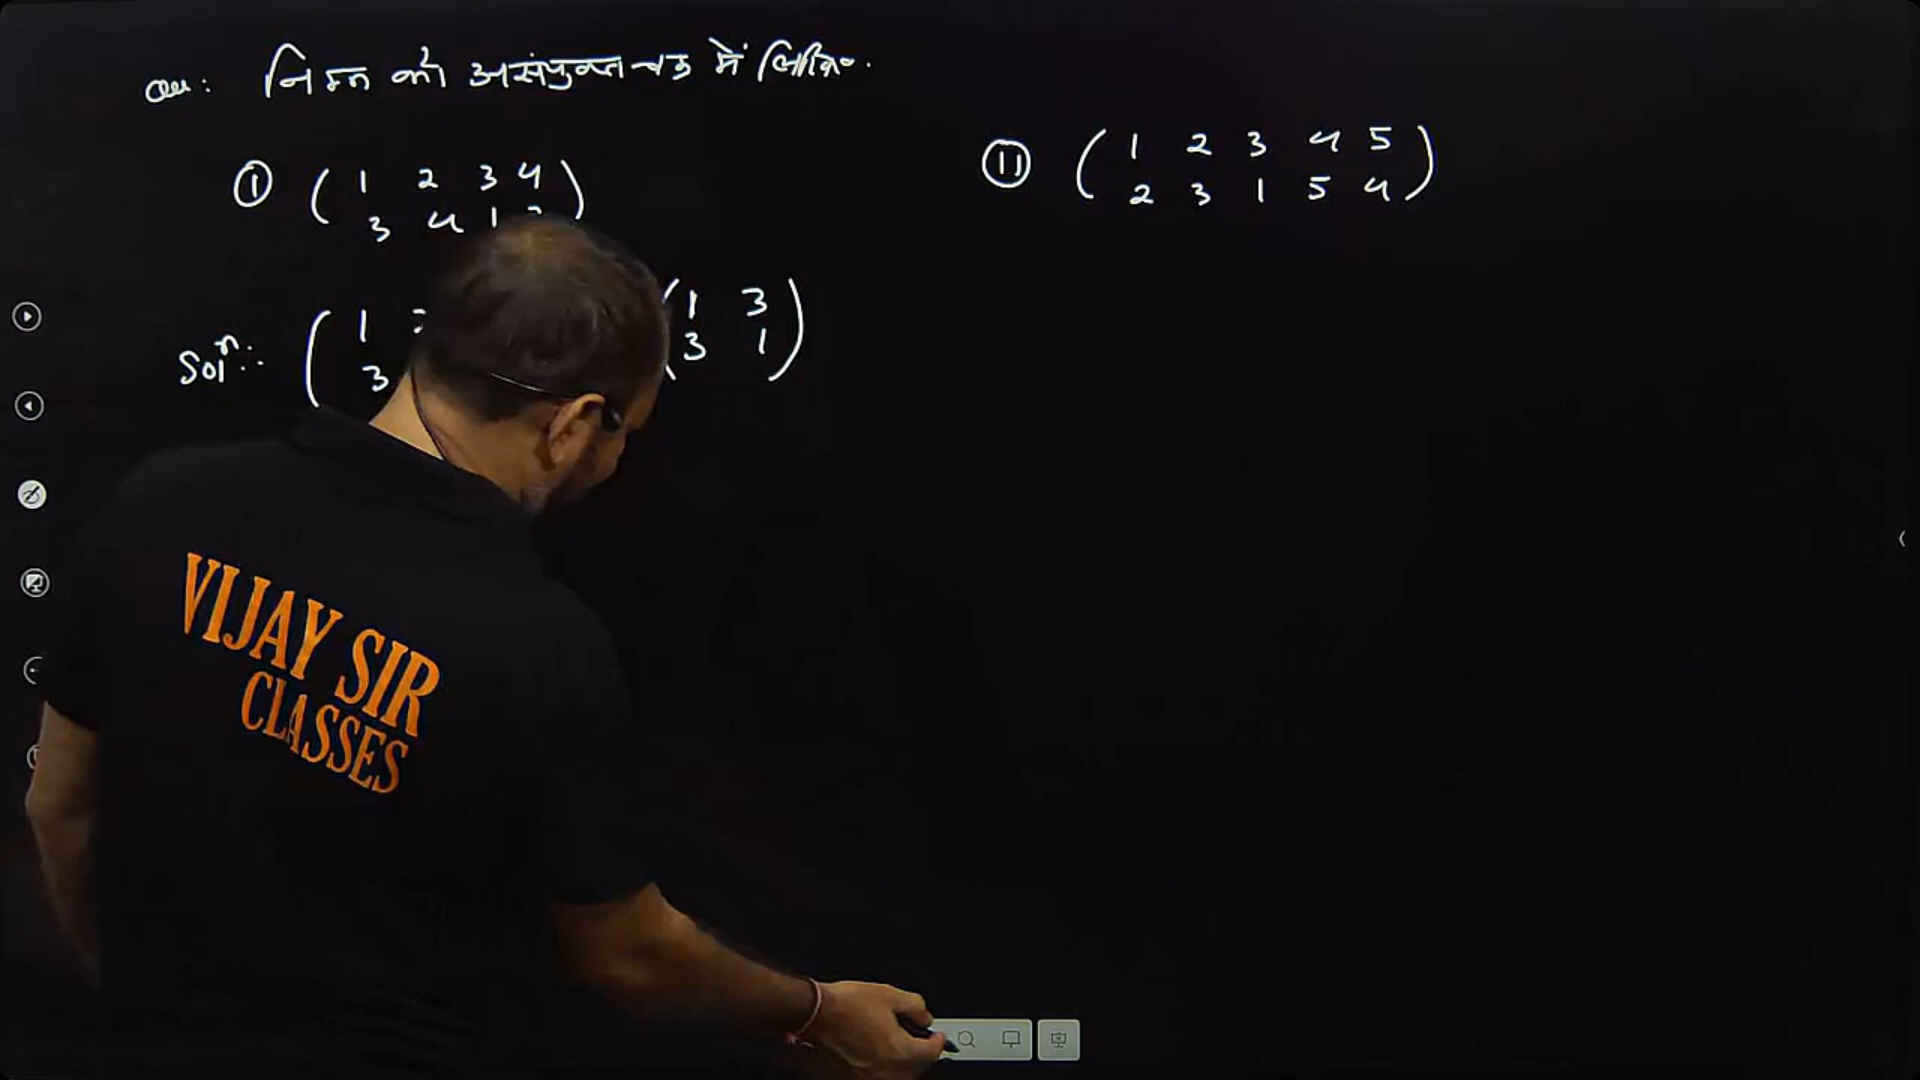 Que: निम्न को असंयुक्त चक्र में लिखिए.
① ( 1 2 3 4 )
3 4 1
Solⁿ:. ( 1
3
( 1 3 )
3 1
⑪ ( 1 2 3 4 5 )
2 3 1 5 4
VIJAY SIR
CLASSES